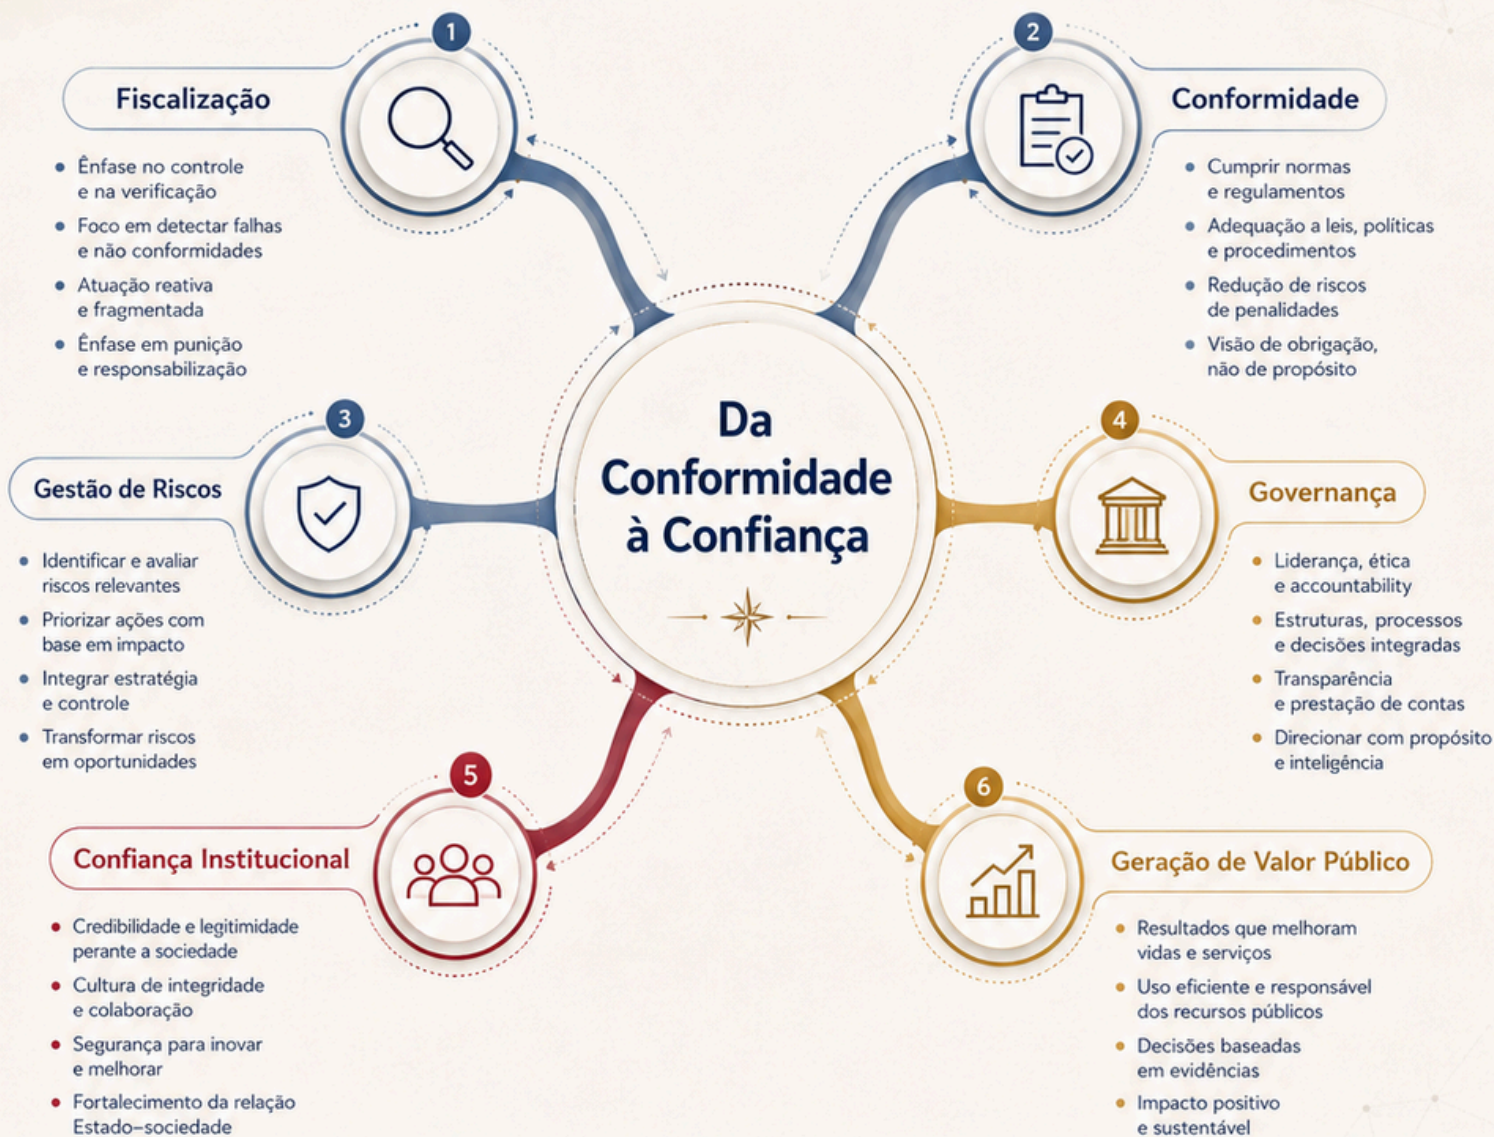 1
Fiscalização
Ênfase no controle
e na verificação
Foco em detectar falhas
e não conformidades
Atuação reativa
e fragmentada
Ênfase em punição
e responsabilização
2
Conformidade
Cumprir normas
e regulamentos
Adequação a leis, políticas
e procedimentos
Redução de riscos
de penalidades
Visão de obrigação,
não de propósito
Da
Conformidade
à Confiança
3
Gestão de Riscos
Identificar e avaliar
riscos relevantes
Priorizar ações com
base em impacto
Integrar estratégia
e controle
Transformar riscos
em oportunidades
4
Governança
Liderança, ética
e accountability
Estruturas, processos
e decisões integradas
Transparência
e prestação de contas
Direcionar com propósito
e inteligência
5
Confiança Institucional
Credibilidade e legitimidade
perante a sociedade
Cultura de integridade
e colaboração
Segurança para inovar
e melhorar
Fortalecimento da relação
Estado–sociedade
6
Geração de Valor Público
Resultados que melhoram
vidas e serviços
Uso eficiente e responsável
dos recursos públicos
Decisões baseadas
em evidências
Impacto positivo
e sustentável